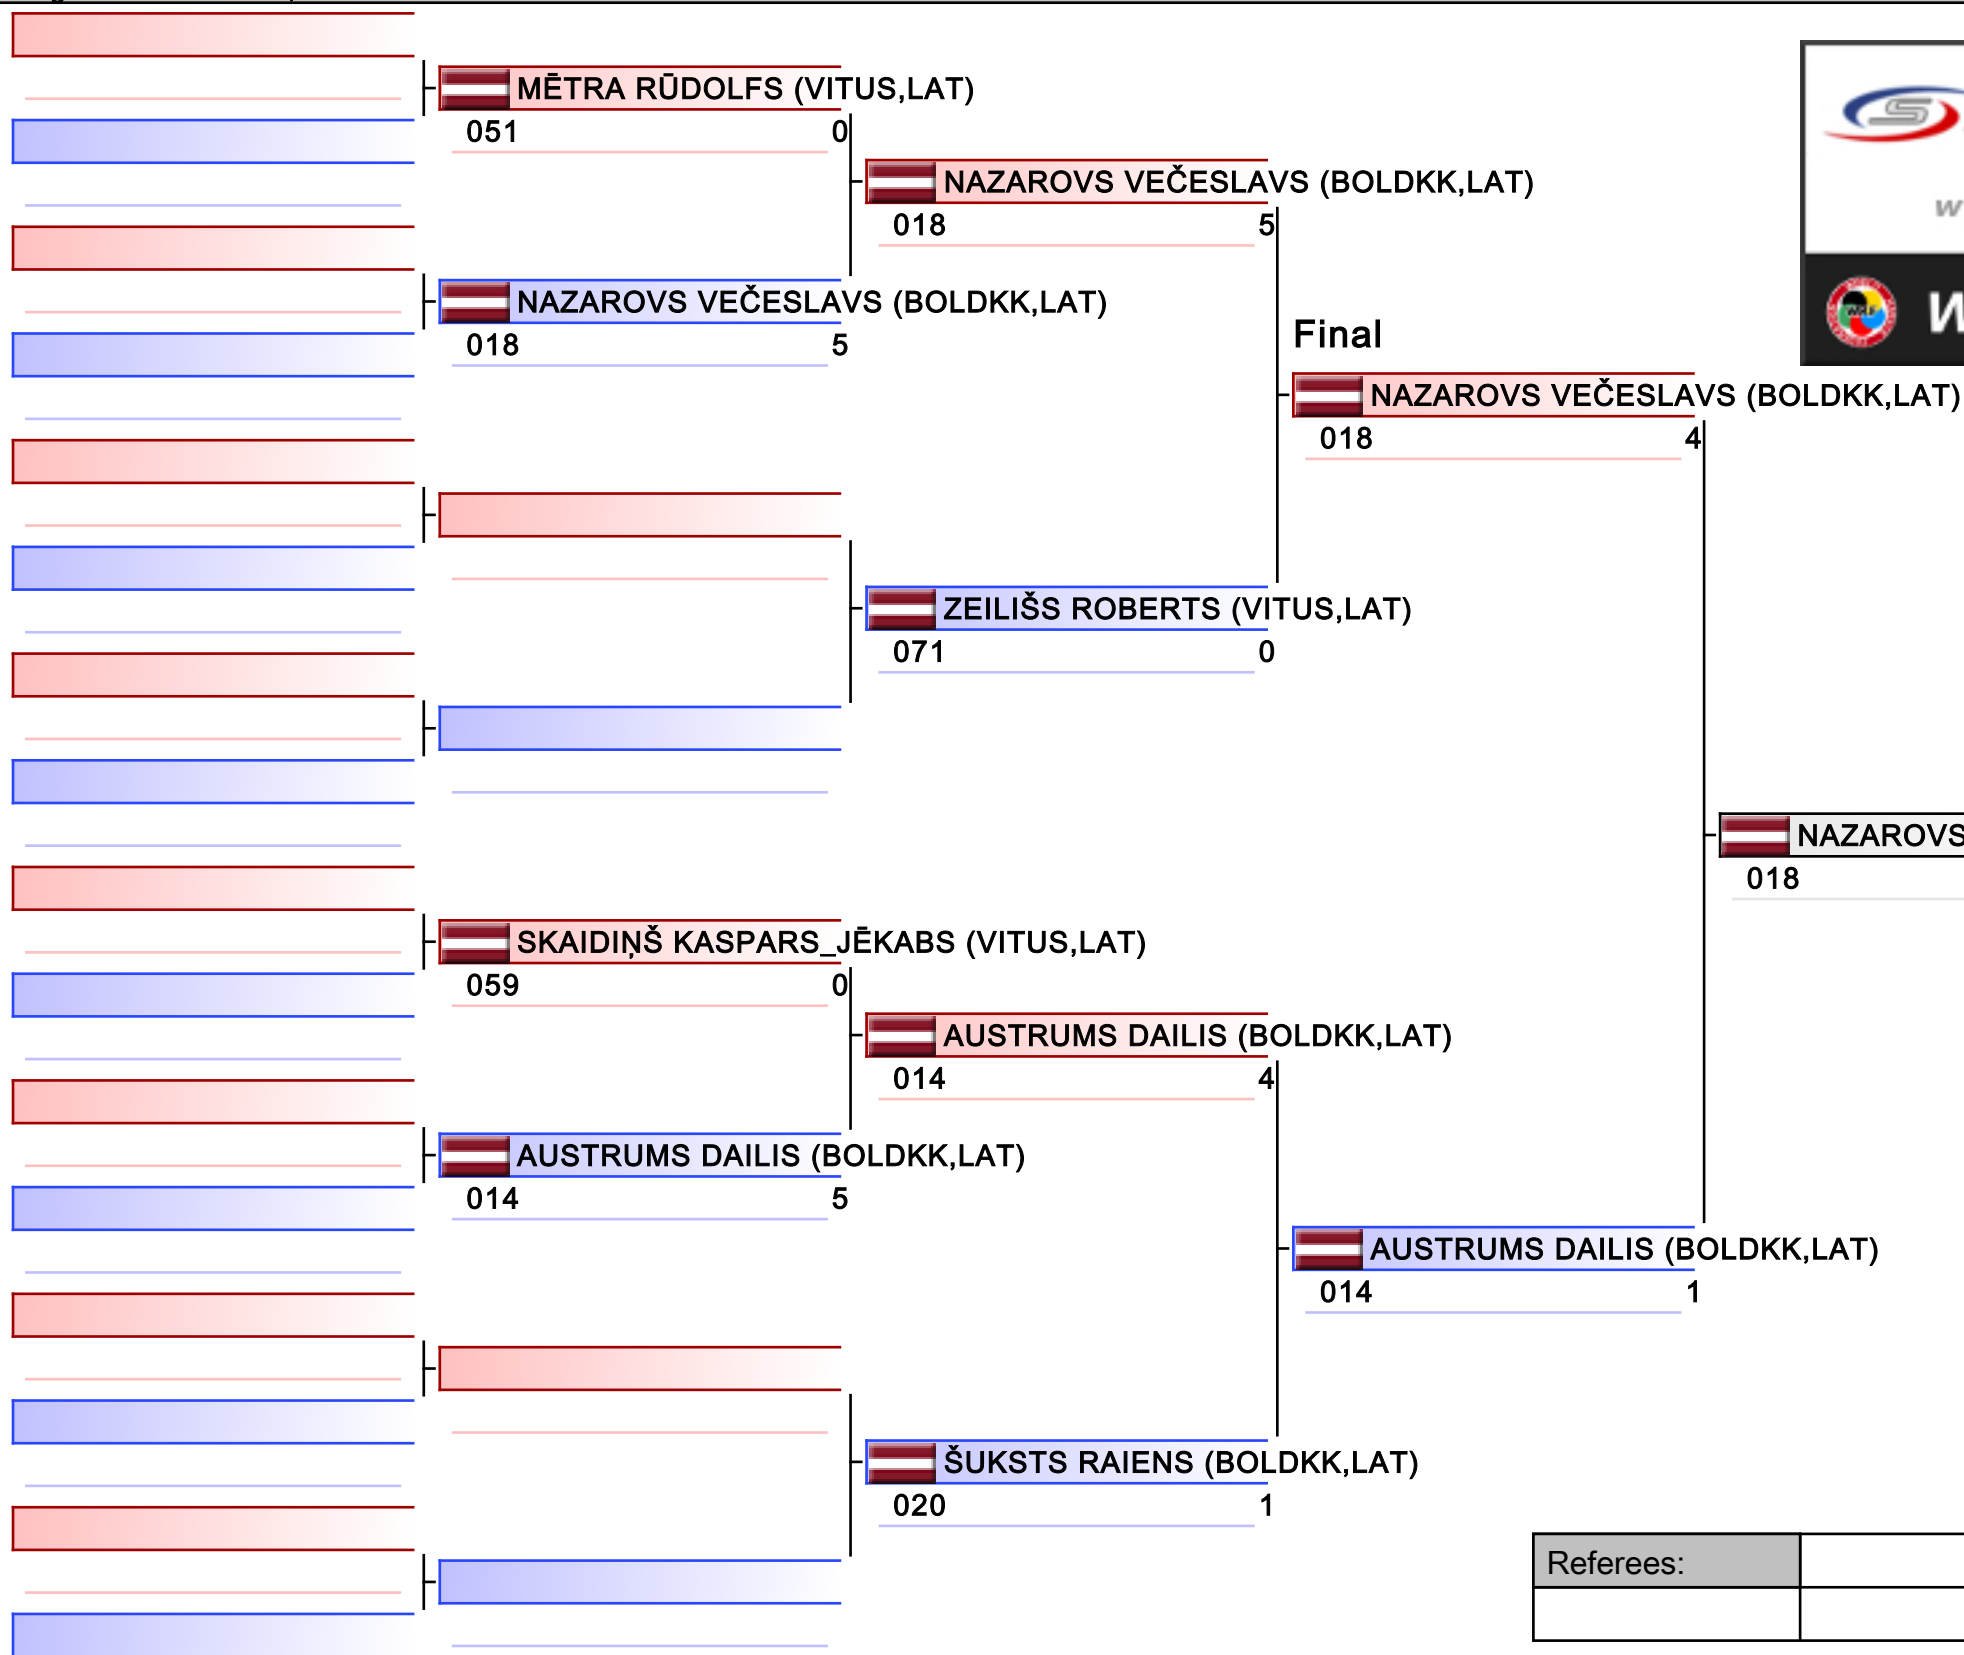 MĒTRA RŪDOLFS (VITUS,LAT)
051 0
NAZAROVS VEČESLAVS (BOLDKK,LAT)
018 5
NAZAROVS VEČESLAVS (BOLDKK,LAT)
018 5
Final
NAZAROVS VEČESLAVS (BOLDKK,LAT)
018 4
ZEILIŠS ROBERTS (VITUS,LAT)
071 0
NAZAROVS
018
SKAIDIŅŠ KASPARS_JĒKABS (VITUS,LAT)
059 0
AUSTRUMS DAILIS (BOLDKK,LAT)
014 4
AUSTRUMS DAILIS (BOLDKK,LAT)
014 5
AUSTRUMS DAILIS (BOLDKK,LAT)
014 1
ŠUKSTS RAIENS (BOLDKK,LAT)
020 1
Referees: